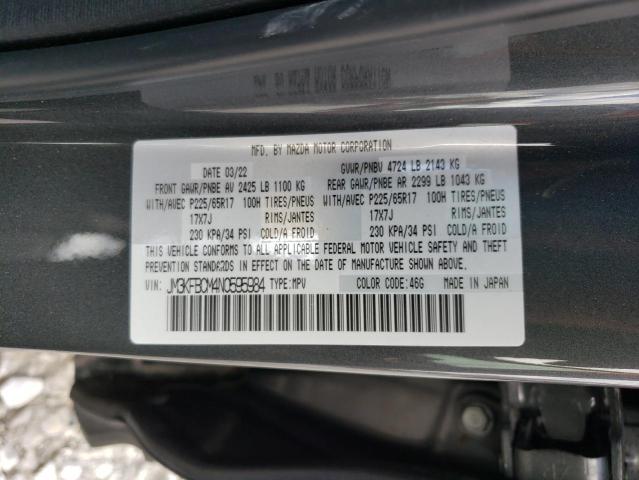 MFD. BY MAZDA MOTOR CORPORATION
DATE 03/22 GVWR/PNBV 4724 LB 2143 KG
FRONT GAWR/PNBE AV 2425 LB 1100 KG REAR GAWR/PNBE AR 2299 LB 1043 KG
WITH/AVEC P225/65R17 100H TIRES/PNEUS WITH/AVEC P225/65R17 100H TIRES/PNEUS
17X7J RIMS/JANTES 17X7J RIMS/JANTES
230 KPA/34 PSI COLD/A FROID 230 KPA/34 PSI COLD/A FROID
THIS VEHICLE CONFORMS TO ALL APPLICABLE FEDERAL MOTOR VEHICLE SAFETY AND THEFT
PREVENTION STANDARDS IN EFFECT ON THE DATE OF MANUFACTURE SHOWN ABOVE.
VIN: JM3KFBCM4N0595984 TYPE:MPV COLOR CODE:46G MADE IN JAPAN